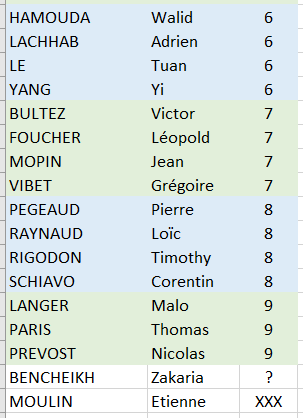 HAMOUDA Walid 6
LACHHAB Adrien 6
LE Tuan 6
YANG Yi 6
BULTEZ Victor 7
FOUCHER Léopold 7
MOPIN Jean 7
VIBET Grégoire 7
PEGEAUD Pierre 8
RAYNAUD Loïc 8
RIGODON Timothy 8
SCHIAVO Corentin 8
LANGER Malo 9
PARIS Thomas 9
PREVOST Nicolas 9
BENCHEIKH Zakaria ?
MOULIN Etienne XXX